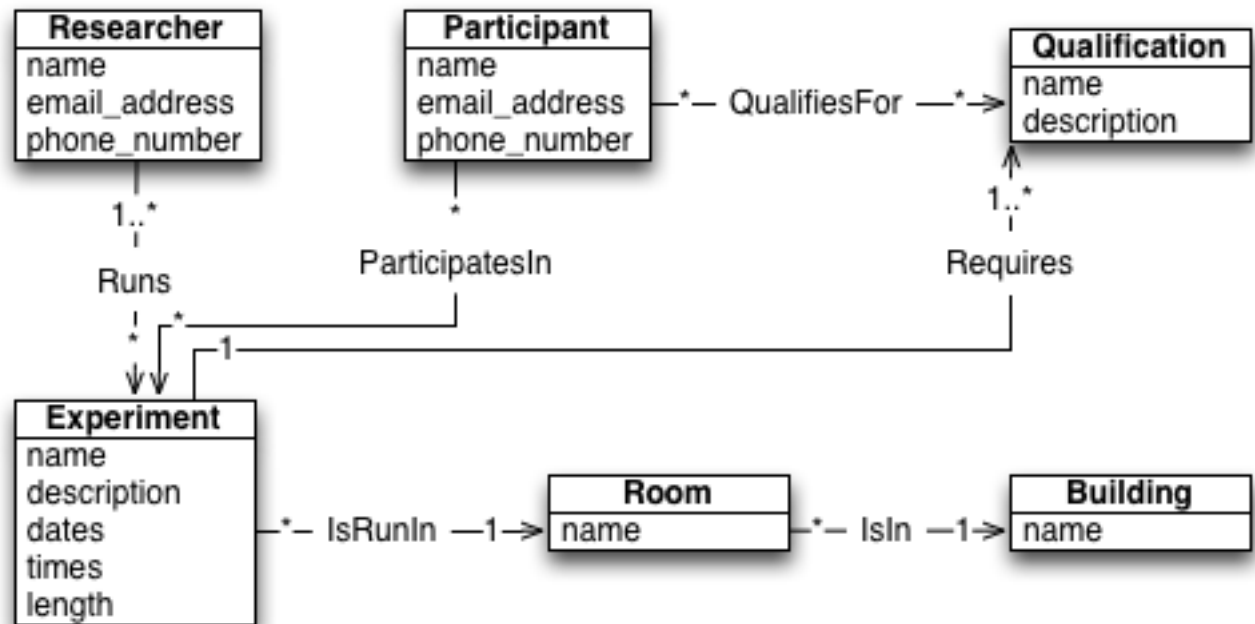 Researcher
name
email_address
phone_number
Participant
name
email_address
phone_number
* QualifiesFor *
Qualification
name
description
1..*
Runs
*
*
ParticipatesIn
*
1..*
Requires
1
Experiment
name
description
dates
times
length
* IsRunIn 1
Room
name
* IsIn 1
Building
name